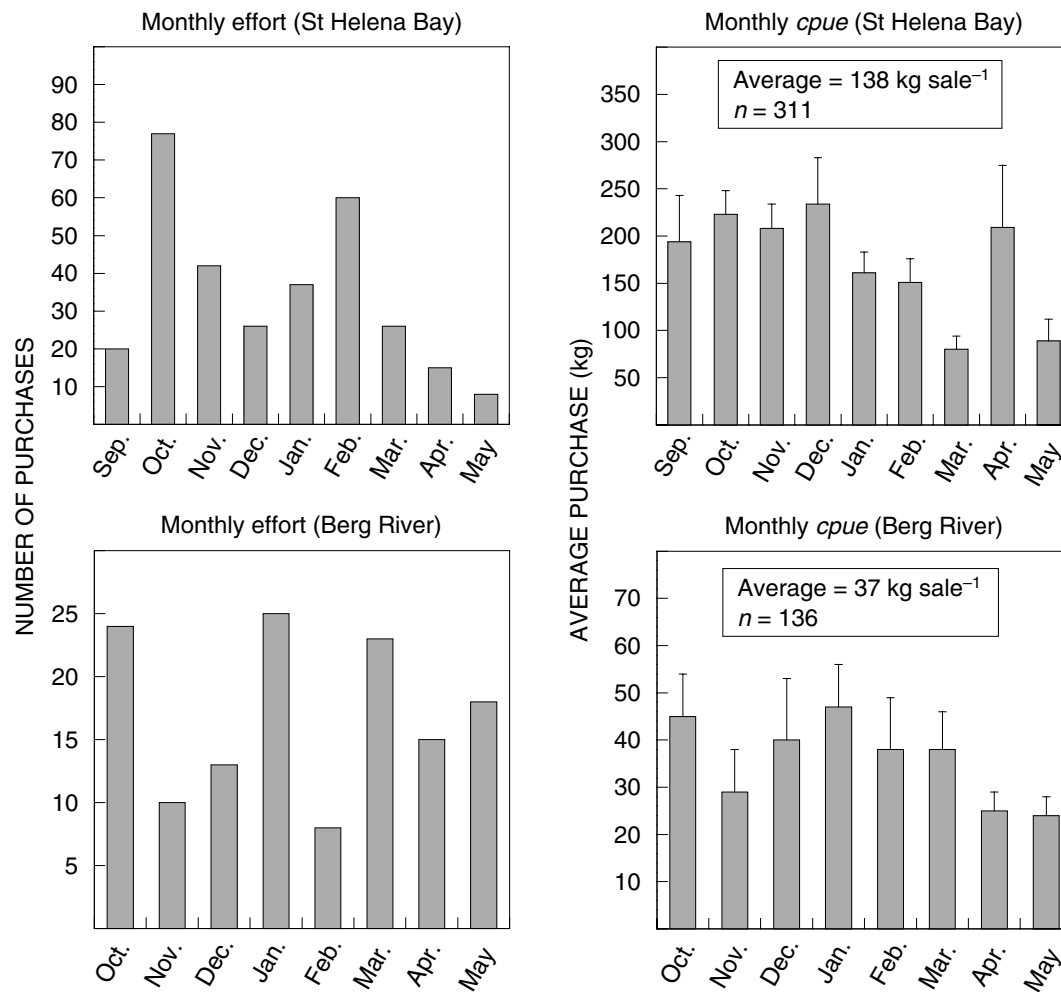 Monthly effort (St Helena Bay)
90
80
70
60
50
40
30
20
10
Sep.
Oct.
Nov.
Dec.
Jan.
Feb.
Mar.
Apr.
May
Monthly cpue (St Helena Bay)
Average = 138 kg sale⁻¹
n = 311
350
300
250
200
150
100
50
Sep.
Oct.
Nov.
Dec.
Jan.
Feb.
Mar.
Apr.
May
NUMBER OF PURCHASES
AVERAGE PURCHASE (kg)
Monthly effort (Berg River)
25
20
15
10
5
Oct.
Nov.
Dec.
Jan.
Feb.
Mar.
Apr.
May
Monthly cpue (Berg River)
Average = 37 kg sale⁻¹
n = 136
70
60
50
40
30
20
10
Oct.
Nov.
Dec.
Jan.
Feb.
Mar.
Apr.
May